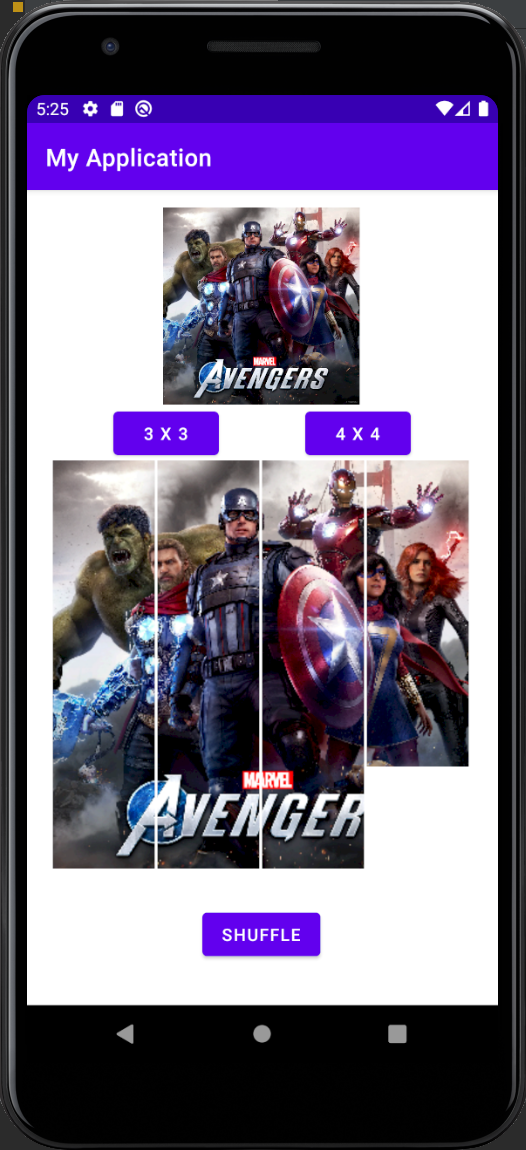 5:25
My Application
MARVEL
AVENGERS
3 X 3
4 X 4
MARVEL
AVENGER
SHUFFLE